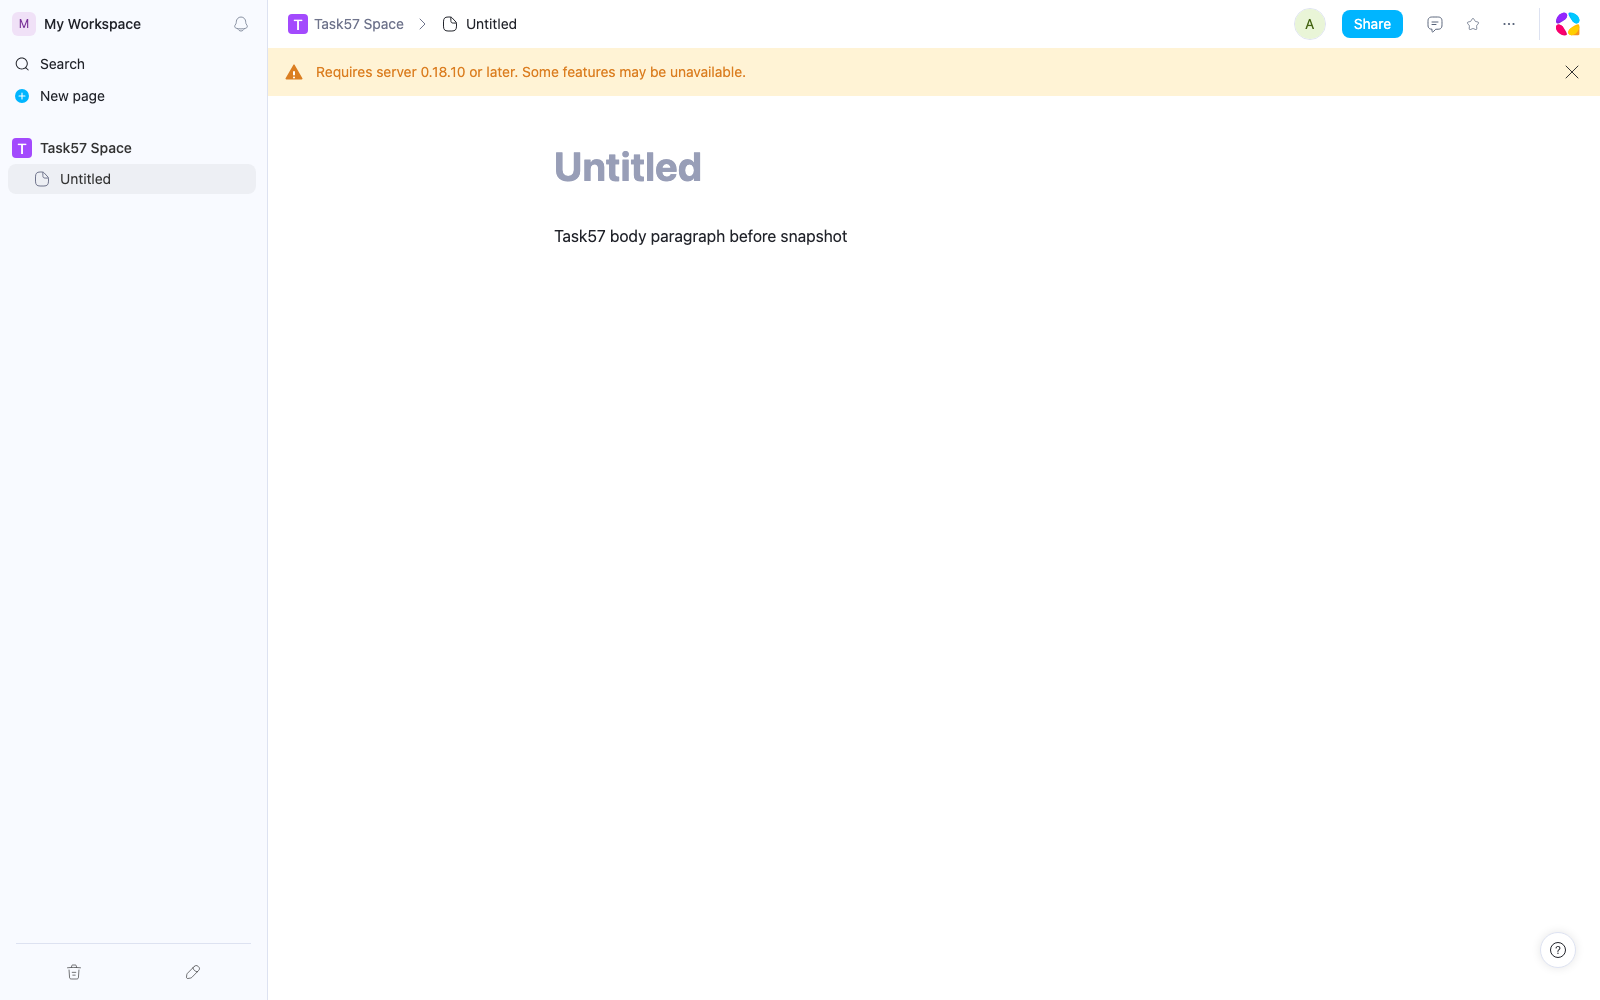 M My Workspace
Search
New page
T Task57 Space
Untitled
T Task57 Space > Untitled
A
Share
Requires server 0.18.10 or later. Some features may be unavailable.
Untitled
Task57 body paragraph before snapshot